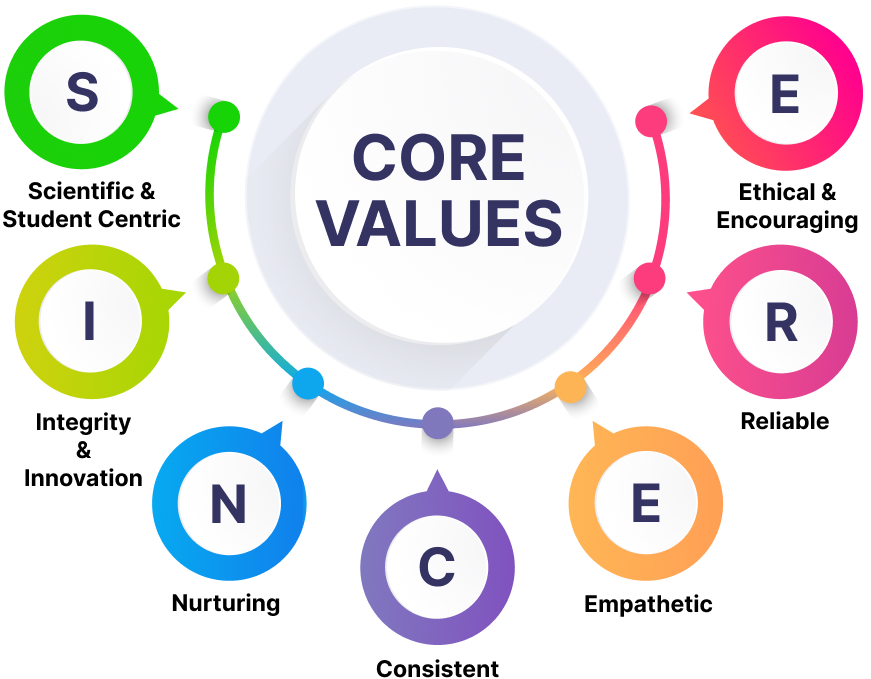 CORE
VALUES
S
Scientific &
Student Centric
I
Integrity
&
Innovation
N
Nurturing
C
Consistent
E
Empathetic
R
Reliable
E
Ethical &
Encouraging